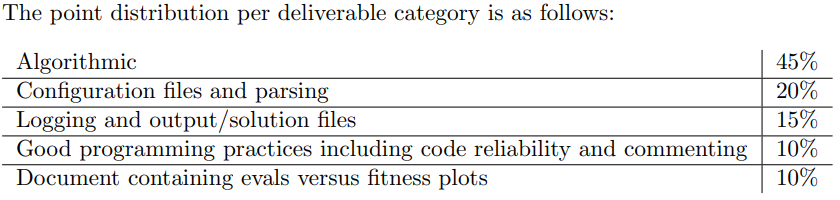 The point distribution per deliverable category is as follows:
Algorithmic 45%
Configuration files and parsing 20%
Logging and output/solution files 15%
Good programming practices including code reliability and commenting 10%
Document containing evals versus fitness plots 10%